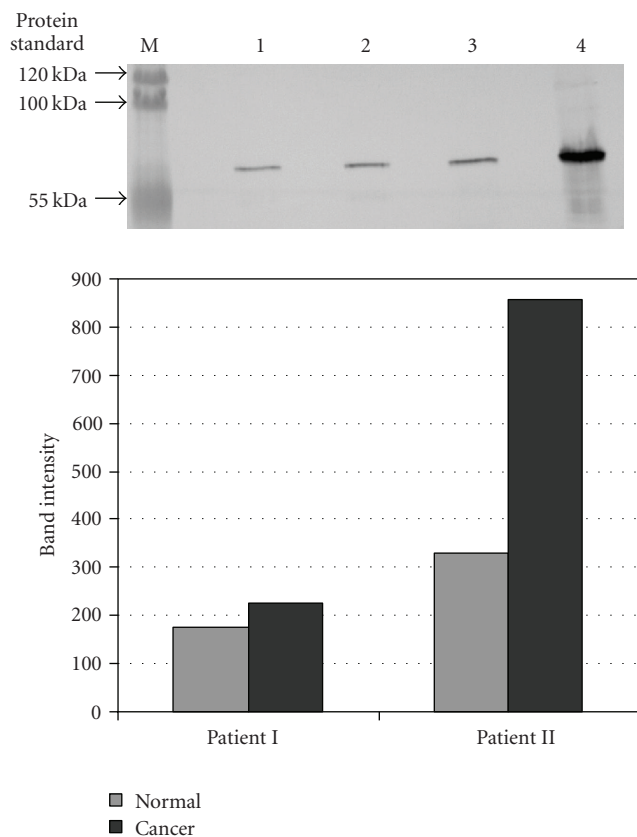 Protein
standard M 1 2 3 4
120 kDa
100 kDa
55 kDa
900
800
700
600
500
400
300
200
100
0
Band intensity
Patient I Patient II
Normal
Cancer